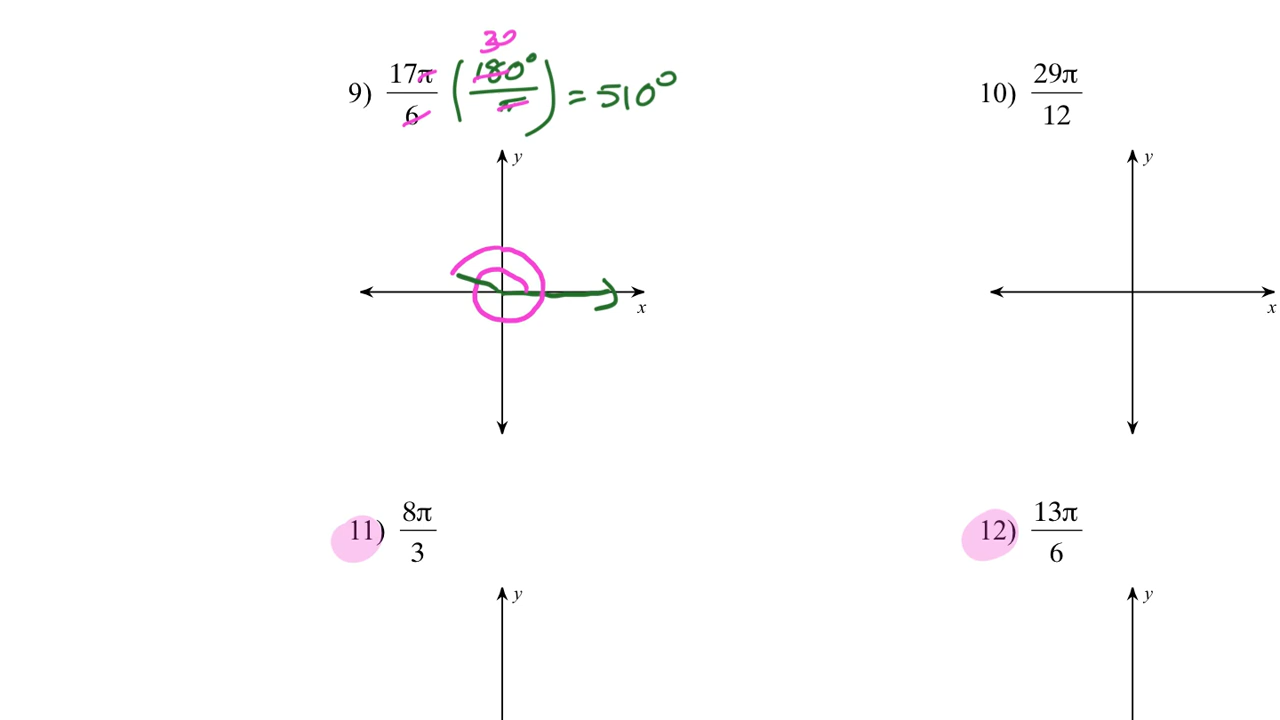 30
9) 17π/6 (180°/π) = 510°
10) 29π/12
y
x
y
x
11) 8π/3
12) 13π/6
y
y